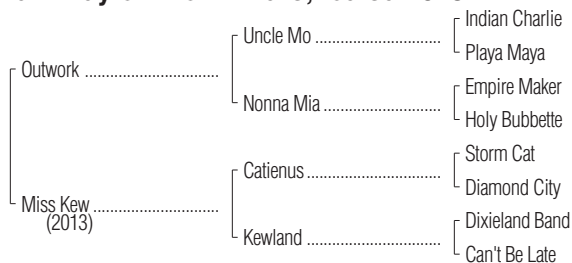 Indian Charlie
Uncle Mo ................................
Playa Maya
Outwork ....................................
Empire Maker
Nonna Mia ..............................
Holy Bubbette
Storm Cat
Catienus ..................................
Diamond City
Miss Kew ..................................
(2013)
Dixieland Band
Kewland ..................................
Can't Be Late